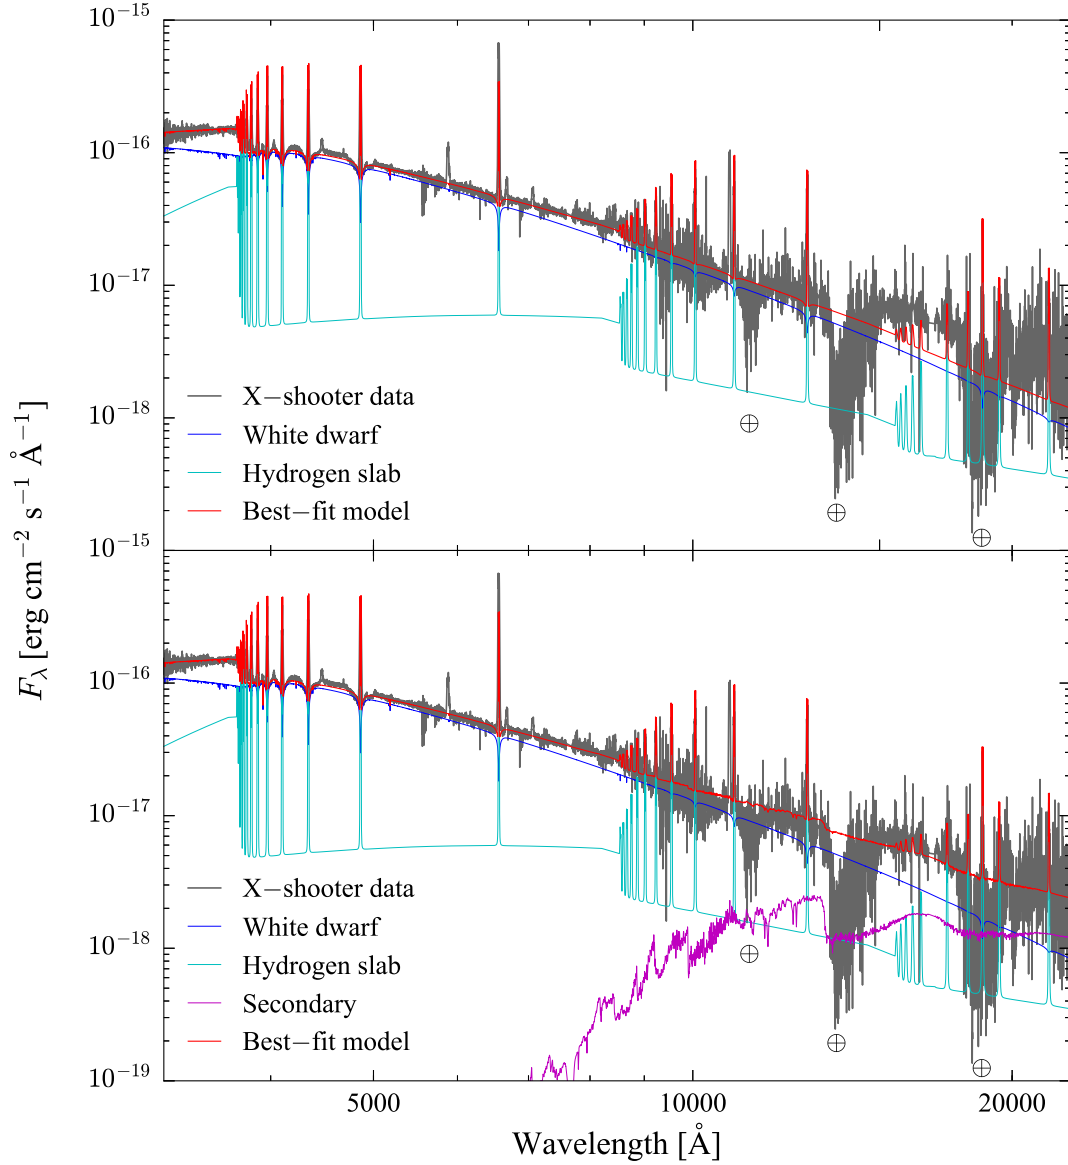 10−15
10−16
10−17
10−18
X−shooter data
White dwarf
Hydrogen slab
Best−fit model
10−15
Fλ [erg cm−2 s−1 Å−1]
10−16
10−17
10−18
X−shooter data
White dwarf
Hydrogen slab
Secondary
Best−fit model
10−19
5000 10000 20000
Wavelength [Å]